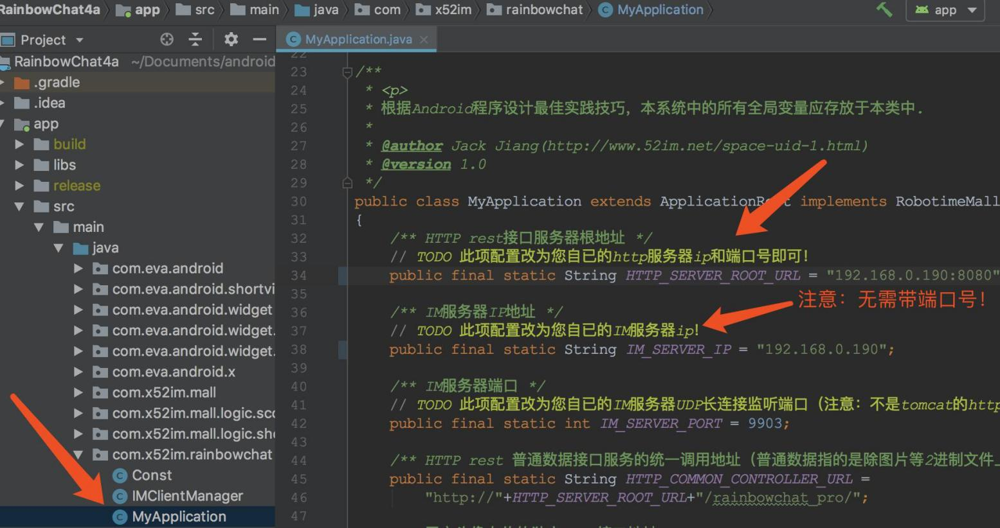 RainbowChat4a app src main java com x52im rainbowchat MyApplication app
Project
MyApplication.java
RainbowChat4a ~/Documents/android
.gradle
.idea
app
build
libs
release
src
main
java
com.eva.android
com.eva.android.shortvi
com.eva.android.widget
com.eva.android.widget.
com.eva.android.widget.
com.eva.android.x
com.x52im.mall
com.x52im.mall.logic.sco
com.x52im.mall.logic.sho
com.x52im.rainbowchat
Const
IMClientManager
MyApplication
22
23 /**
24 * <p>
25 * 根据Android程序设计最佳实践技巧，本系统中的所有全局变量应存放于本类中.
26 *
27 * @author Jack Jiang(http://www.52im.net/space-uid-1.html)
28 * @version 1.0
29 */
30 public class MyApplication extends ApplicationRoot implements RobotimeMall
31 {
32 /** HTTP rest接口服务器根地址 */
33 // TODO 此项配置改为您自已的http服务器ip和端口号即可！
34 public final static String HTTP_SERVER_ROOT_URL = "192.168.0.190:8080"
35
注意：无需带端口号！
36 /** IM服务器IP地址 */
37 // TODO 此项配置改为您自已的IM服务器ip!
38 public final static String IM_SERVER_IP = "192.168.0.190";
39
40 /** IM服务器端口 */
41 // TODO 此项配置改为您自已的IM服务器UDP长连接监听端口（注意：不是tomcat的http
42 public final static int IM_SERVER_PORT = 9903;
43
44 /** HTTP rest 普通数据接口服务的统一调用地址（普通数据指的是除图片等2进制文件上
45 public final static String HTTP_COMMON_CONTROLLER_URL =
46 "http://"+HTTP_SERVER_ROOT_URL+"/rainbowchat_pro/";
47